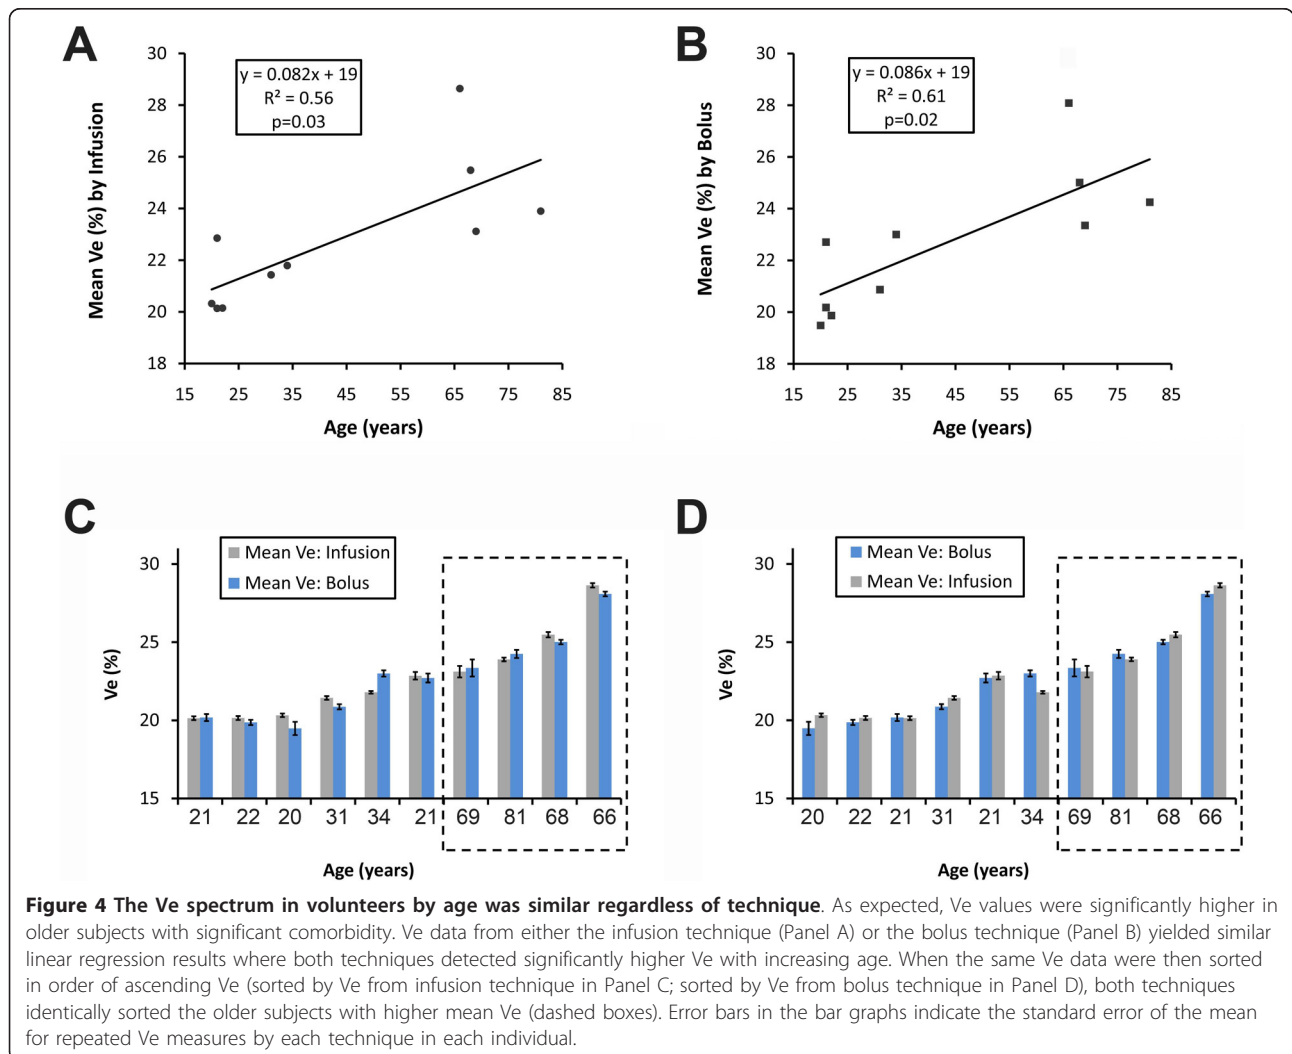 A
30
28
26
24
22
20
18
15 25 35 45 55 65 75 85
Mean Ve (%) by Infusion
Age (years)
y = 0.082x + 19
R² = 0.56
p=0.03
B
30
28
26
24
22
20
18
15 25 35 45 55 65 75 85
Mean Ve (%) by Bolus
Age (years)
y = 0.086x + 19
R² = 0.61
p=0.02
C
Mean Ve: Infusion
Mean Ve: Bolus
30
25
20
15
Ve (%)
21 22 20 31 34 21 69 81 68 66
Age (years)
D
Mean Ve: Bolus
Mean Ve: Infusion
30
25
20
15
Ve (%)
20 22 21 31 21 34 69 81 68 66
Age (years)
Figure 4 The Ve spectrum in volunteers by age was similar regardless of technique. As expected, Ve values were significantly higher in
older subjects with significant comorbidity. Ve data from either the infusion technique (Panel A) or the bolus technique (Panel B) yielded similar
linear regression results where both techniques detected significantly higher Ve with increasing age. When the same Ve data were then sorted
in order of ascending Ve (sorted by Ve from infusion technique in Panel C; sorted by Ve from bolus technique in Panel D), both techniques
identically sorted the older subjects with higher mean Ve (dashed boxes). Error bars in the bar graphs indicate the standard error of the mean
for repeated Ve measures by each technique in each individual.